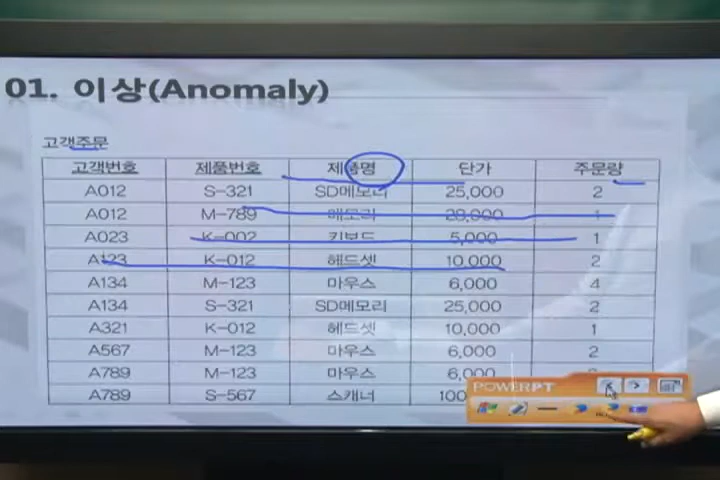 01. 이상(Anomaly)
고객주문
고객번호 제품번호 제품명 단가 주문량
A012 S-321 SD메모리 25,000 2
A012 M-789 메모리 28,000 1
A023 K-002 키보드 5,000 1
A123 K-012 헤드셋 10,000 2
A134 M-123 마우스 6,000 4
A134 S-321 SD메모리 25,000 2
A321 K-012 헤드셋 10,000 1
A567 M-123 마우스 6,000 2
A789 M-123 마우스 6,000
A789 S-567 스캐너
POWERPT